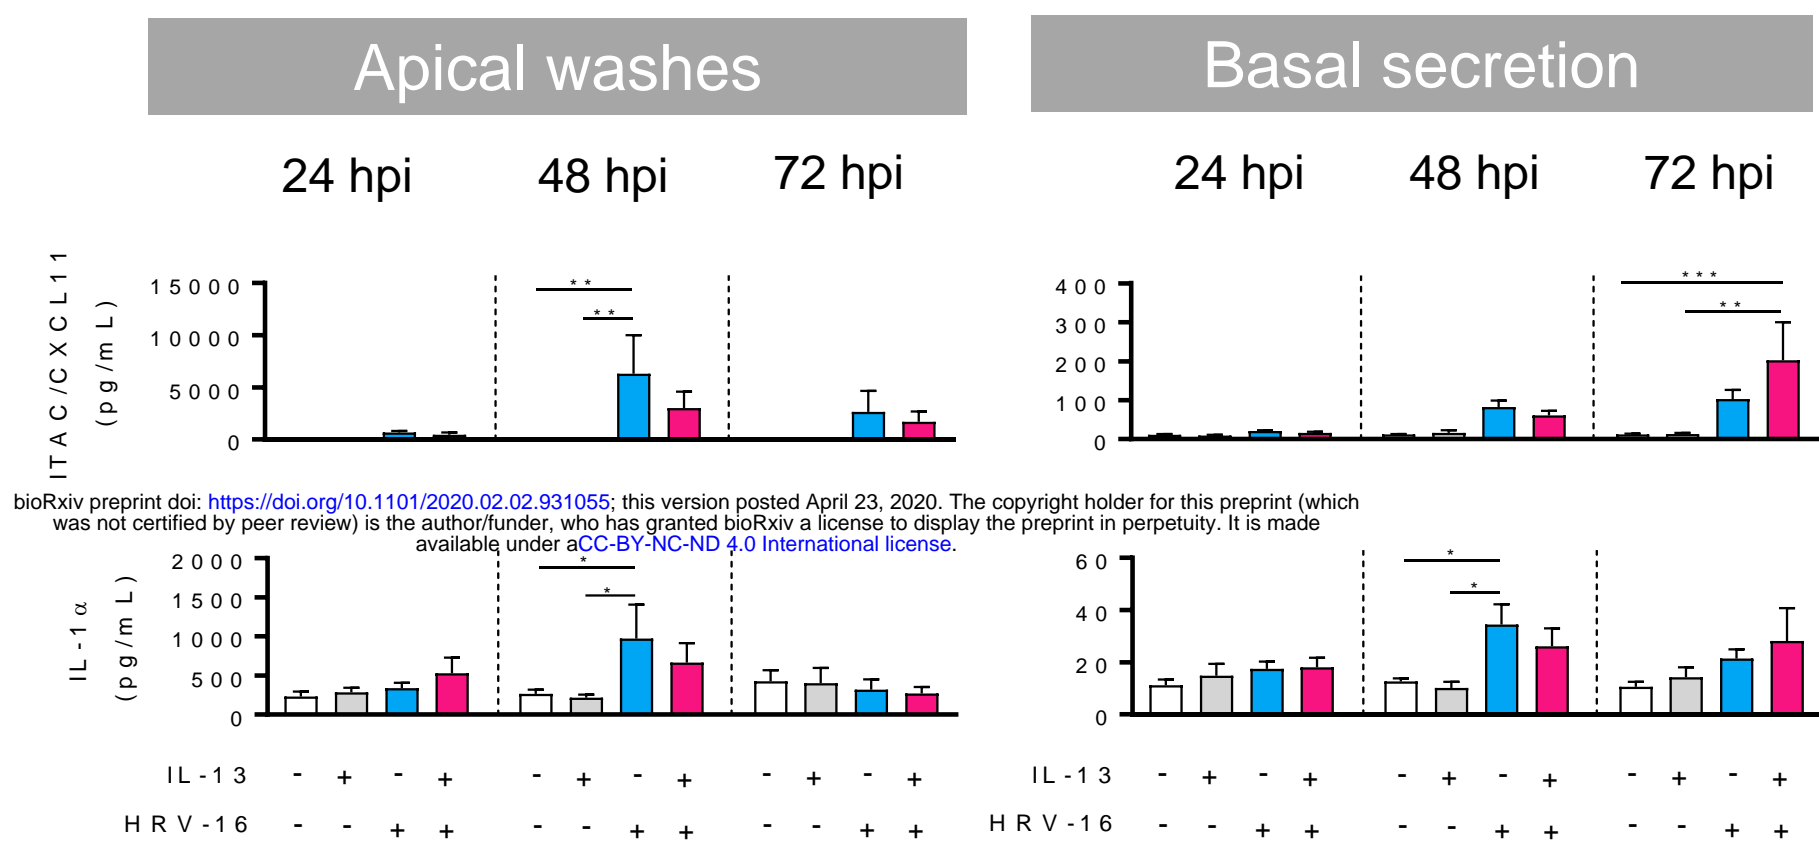 Apical washes
Basal secretion
24 hpi 48 hpi 72 hpi
24 hpi 48 hpi 72 hpi
ITAC/CXCL11
(pg/mL)
15000
10000
5000
0
** 
**
400
300
200
100
0
***
**
bioRxiv preprint doi: https://doi.org/10.1101/2020.02.02.931055; this version posted April 23, 2020. The copyright holder for this preprint (which
was not certified by peer review) is the author/funder, who has granted bioRxiv a license to display the preprint in perpetuity. It is made
available under aCC-BY-NC-ND 4.0 International license.
IL-1α
(pg/mL)
2000
1500
1000
500
0
*
*
60
40
20
0
*
*
IL-13 - + - + - + - + - + - +
HRV-16 - - + + - - + + - - + +
IL-13 - + - + - + - + - + - +
HRV-16 - - + + - - + + - - + +